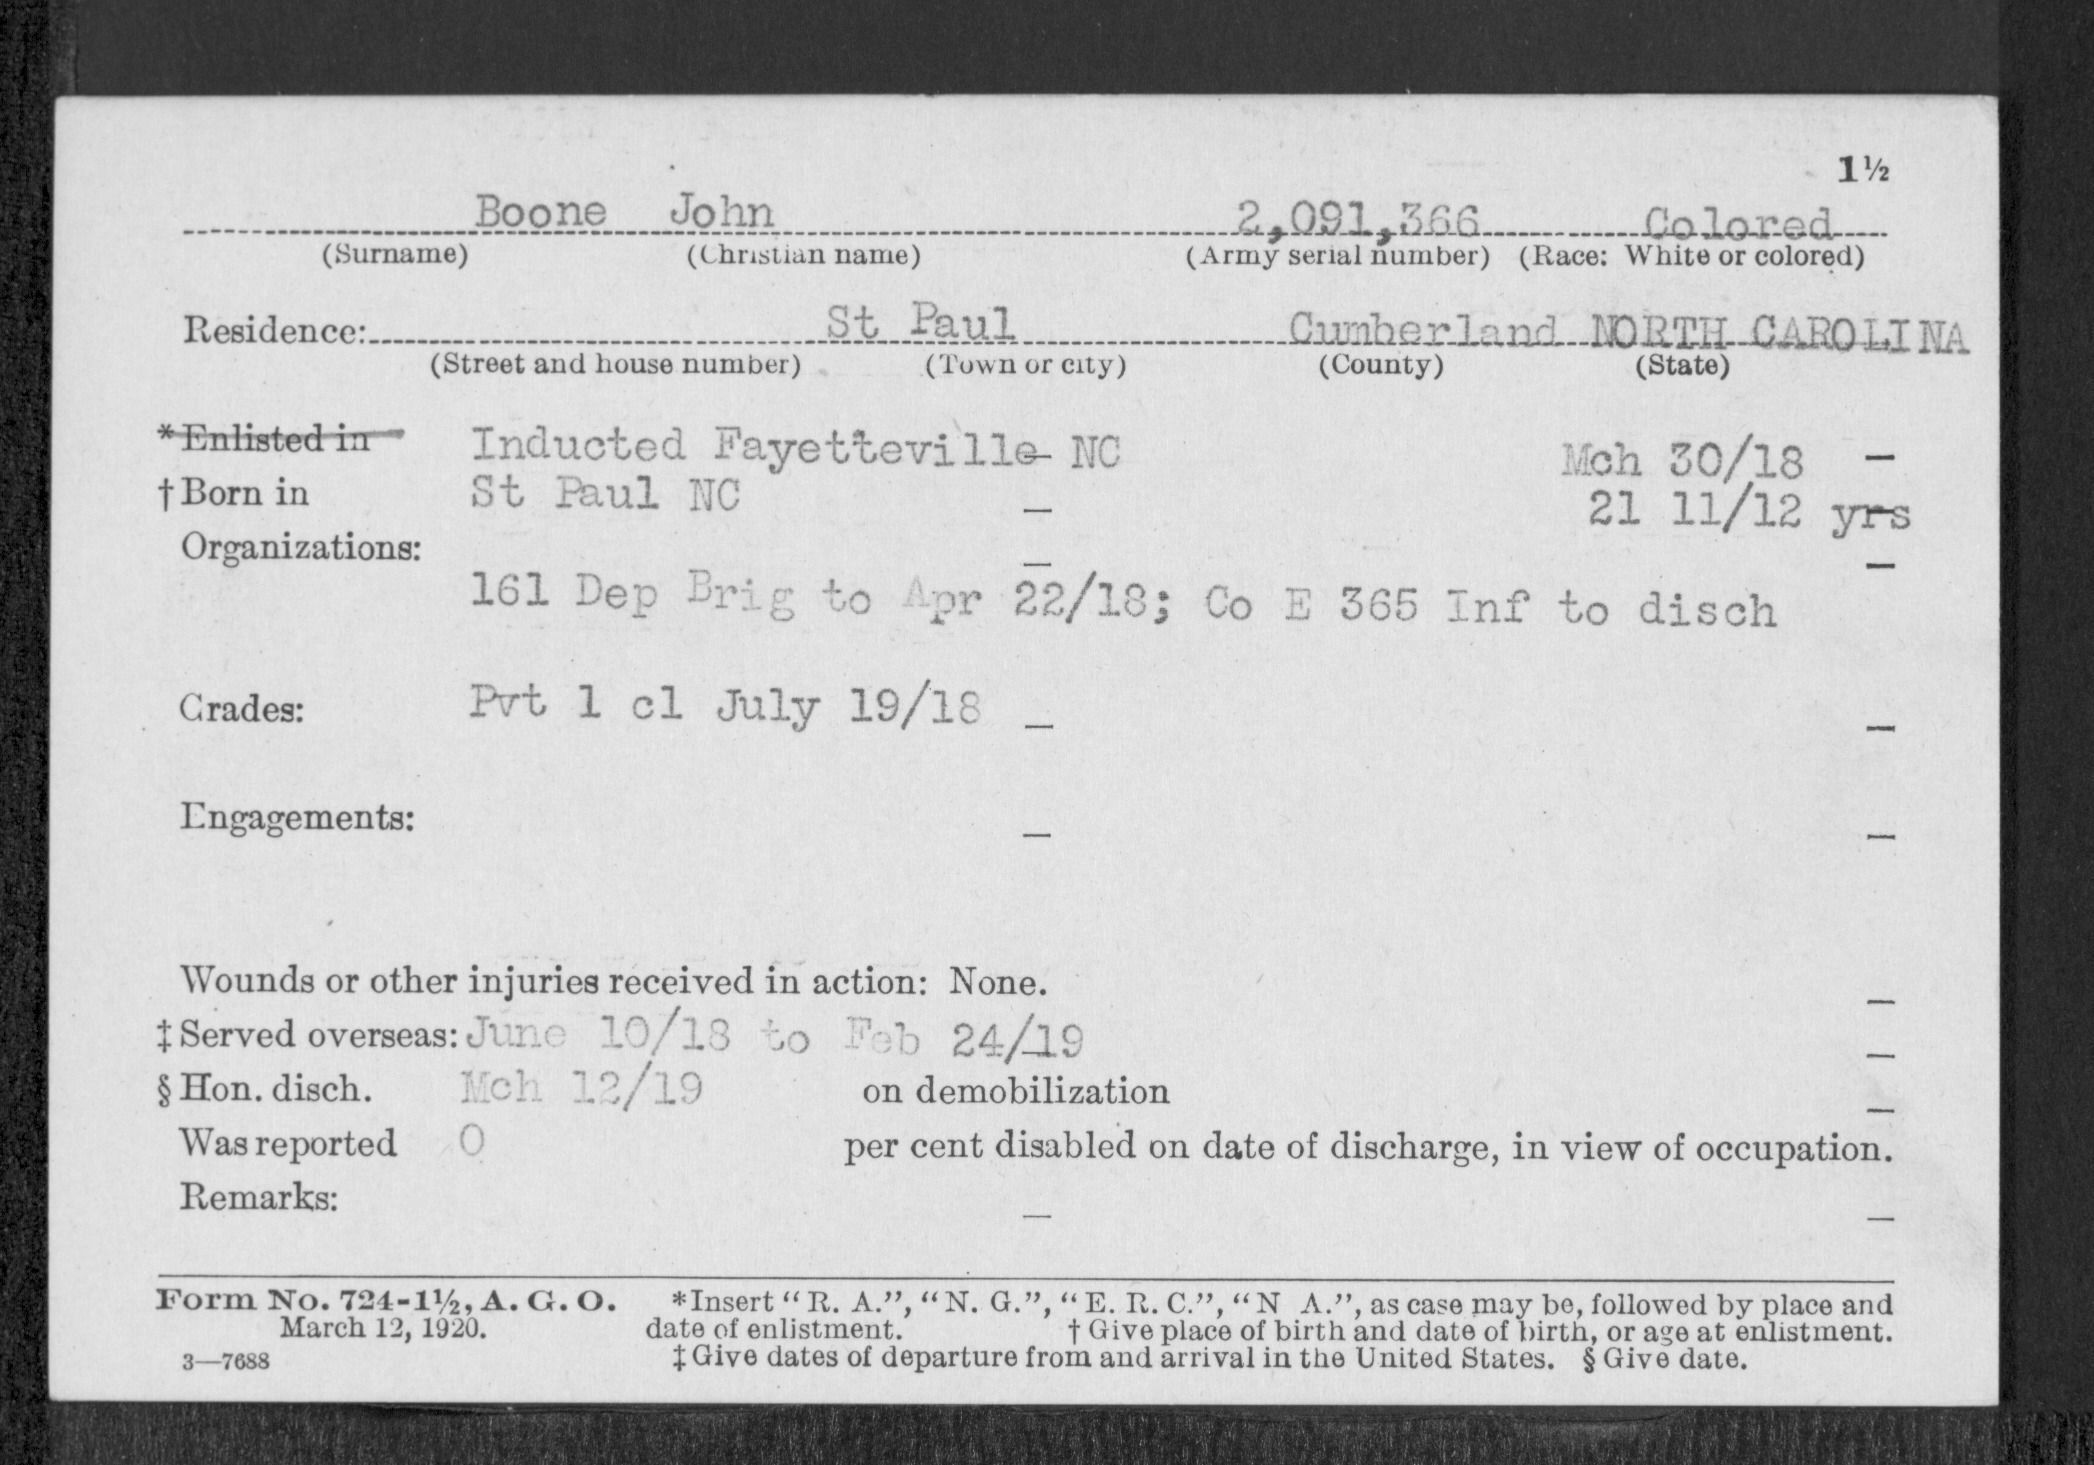 1½
Boone John 2,091,366 Colored
(Surname) (Christian name) (Army serial number) (Race: White or colored)
Residence: St Paul Cumberland NORTH CAROLINA
(Street and house number) (Town or city) (County) (State)
*Enlisted in Inducted Fayetteville NC Mch 30/18
†Born in St Paul NC 21 11/12 yrs
Organizations:
161 Dep Brig to Apr 22/18; Co E 365 Inf to disch
Grades: Pvt 1 cl July 19/18
Engagements:
Wounds or other injuries received in action: None.
‡Served overseas: June 10/18 to Feb 24/19
§Hon. disch. Mch 12/19 on demobilization
Was reported 0 per cent disabled on date of discharge, in view of occupation.
Remarks:
Form No. 724-1½, A. G. O. *Insert "R. A.", "N. G.", "E. R. C.", "N A.", as case may be, followed by place and
March 12, 1920. date of enlistment. †Give place of birth and date of birth, or age at enlistment.
3—7688 ‡Give dates of departure from and arrival in the United States. §Give date.